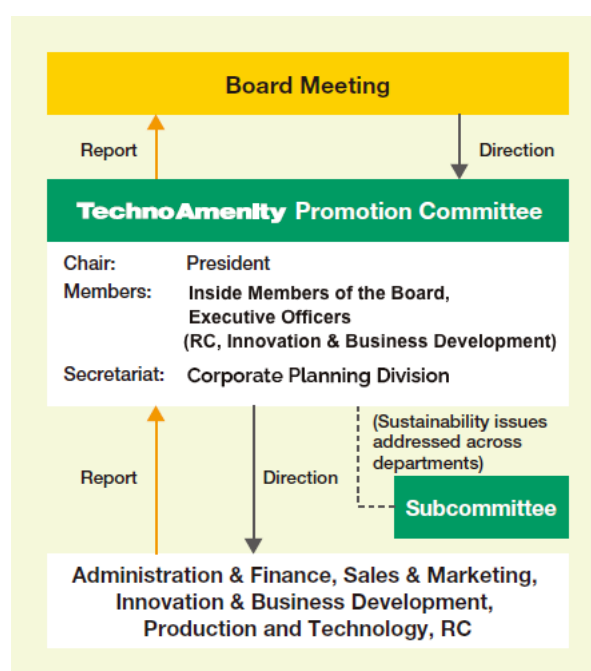 Board Meeting
Report
Direction
TechnoAmenity Promotion Committee
Chair: President
Members: Inside Members of the Board,
Executive Officers
(RC, Innovation & Business Development)
Secretariat: Corporate Planning Division
(Sustainability issues
addressed across
departments)
Report
Direction
Subcommittee
Administration & Finance, Sales & Marketing,
Innovation & Business Development,
Production and Technology, RC